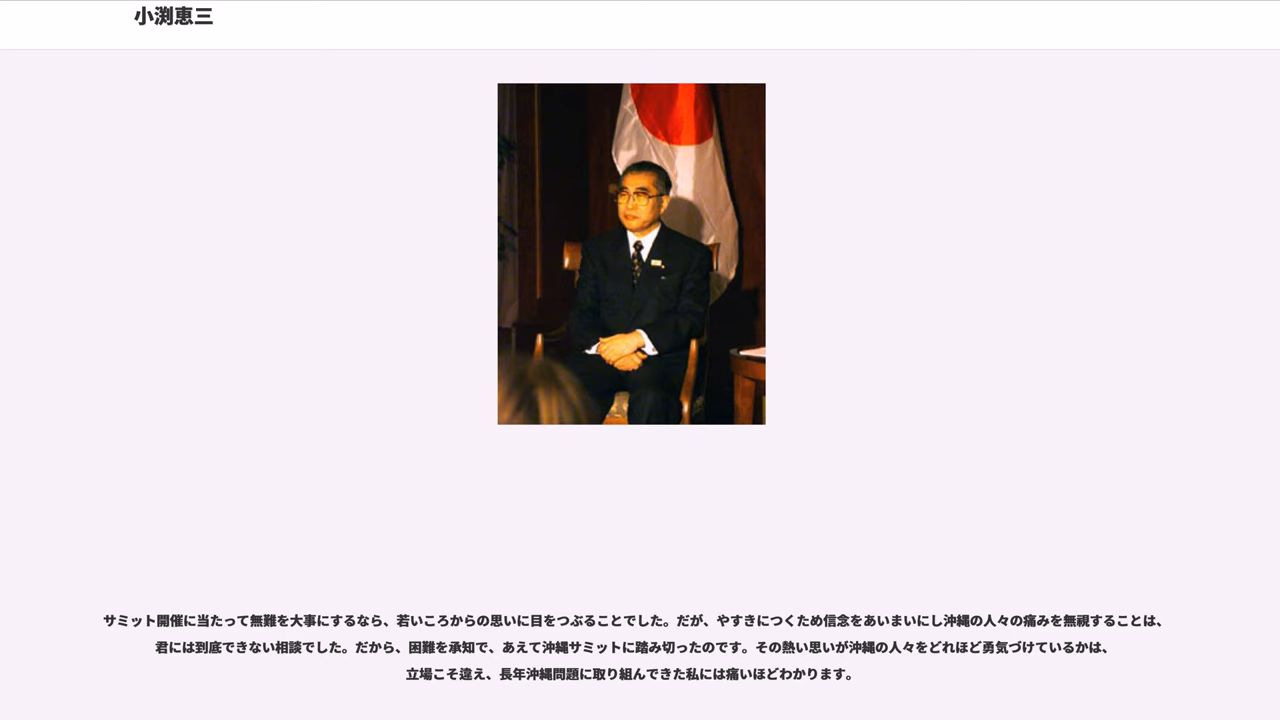 小渕恵三
サミット開催に当たって無難を大事にするなら、若いころからの思いに目をつぶることでした。だが、やすきにつくため信念をあいまいにし沖縄の人々の痛みを無視することは、
君には到底できない相談でした。だから、困難を承知で、あえて沖縄サミットに踏み切ったのです。その熱い思いが沖縄の人々をどれほど勇気づけているかは、
立場こそ違え、長年沖縄問題に取り組んできた私には痛いほどわかります。